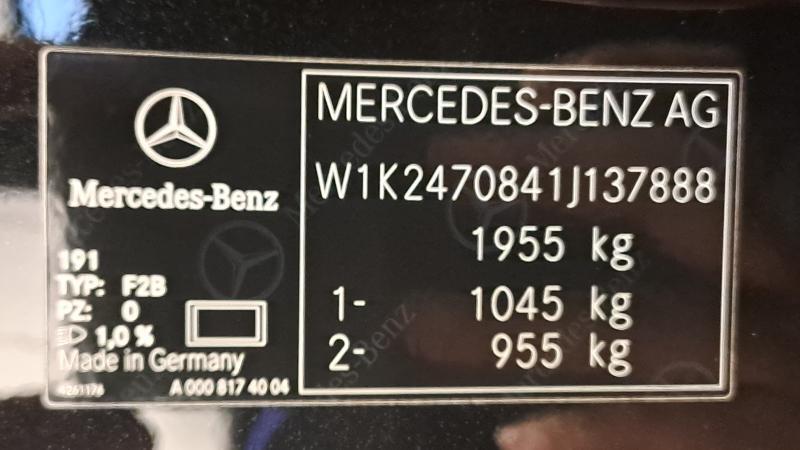 Mercedes-Benz
191
TYP: F2B
PZ: 0
1,0 %
Made in Germany
4261176
A 000 817 40 04
MERCEDES-BENZ AG
W1K2470841J137888
1955 kg
1- 1045 kg
2- 955 kg